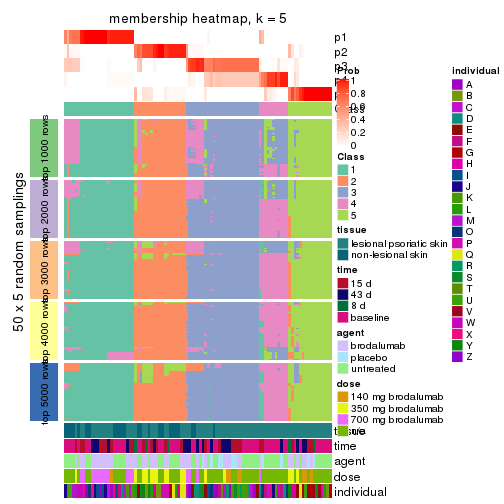 membership heatmap, k = 5
p1
p2
p3
p4
50 x 5 random samplings
top 1000 rows
top 2000 rows
top 3000 rows
top 4000 rows
top 5000 rows
time
agent
dose
individual
Prob
1
0.8
0.6
0.4
0.2
0
Class
1
2
3
4
5
tissue
lesional psoriatic skin
non-lesional skin
time
15 d
43 d
8 d
baseline
agent
brodalumab
placebo
untreated
dose
140 mg brodalumab
350 mg brodalumab
700 mg brodalumab
individual
A
B
C
D
E
F
G
H
I
J
K
L
M
O
P
Q
R
S
T
U
V
W
X
Y
Z